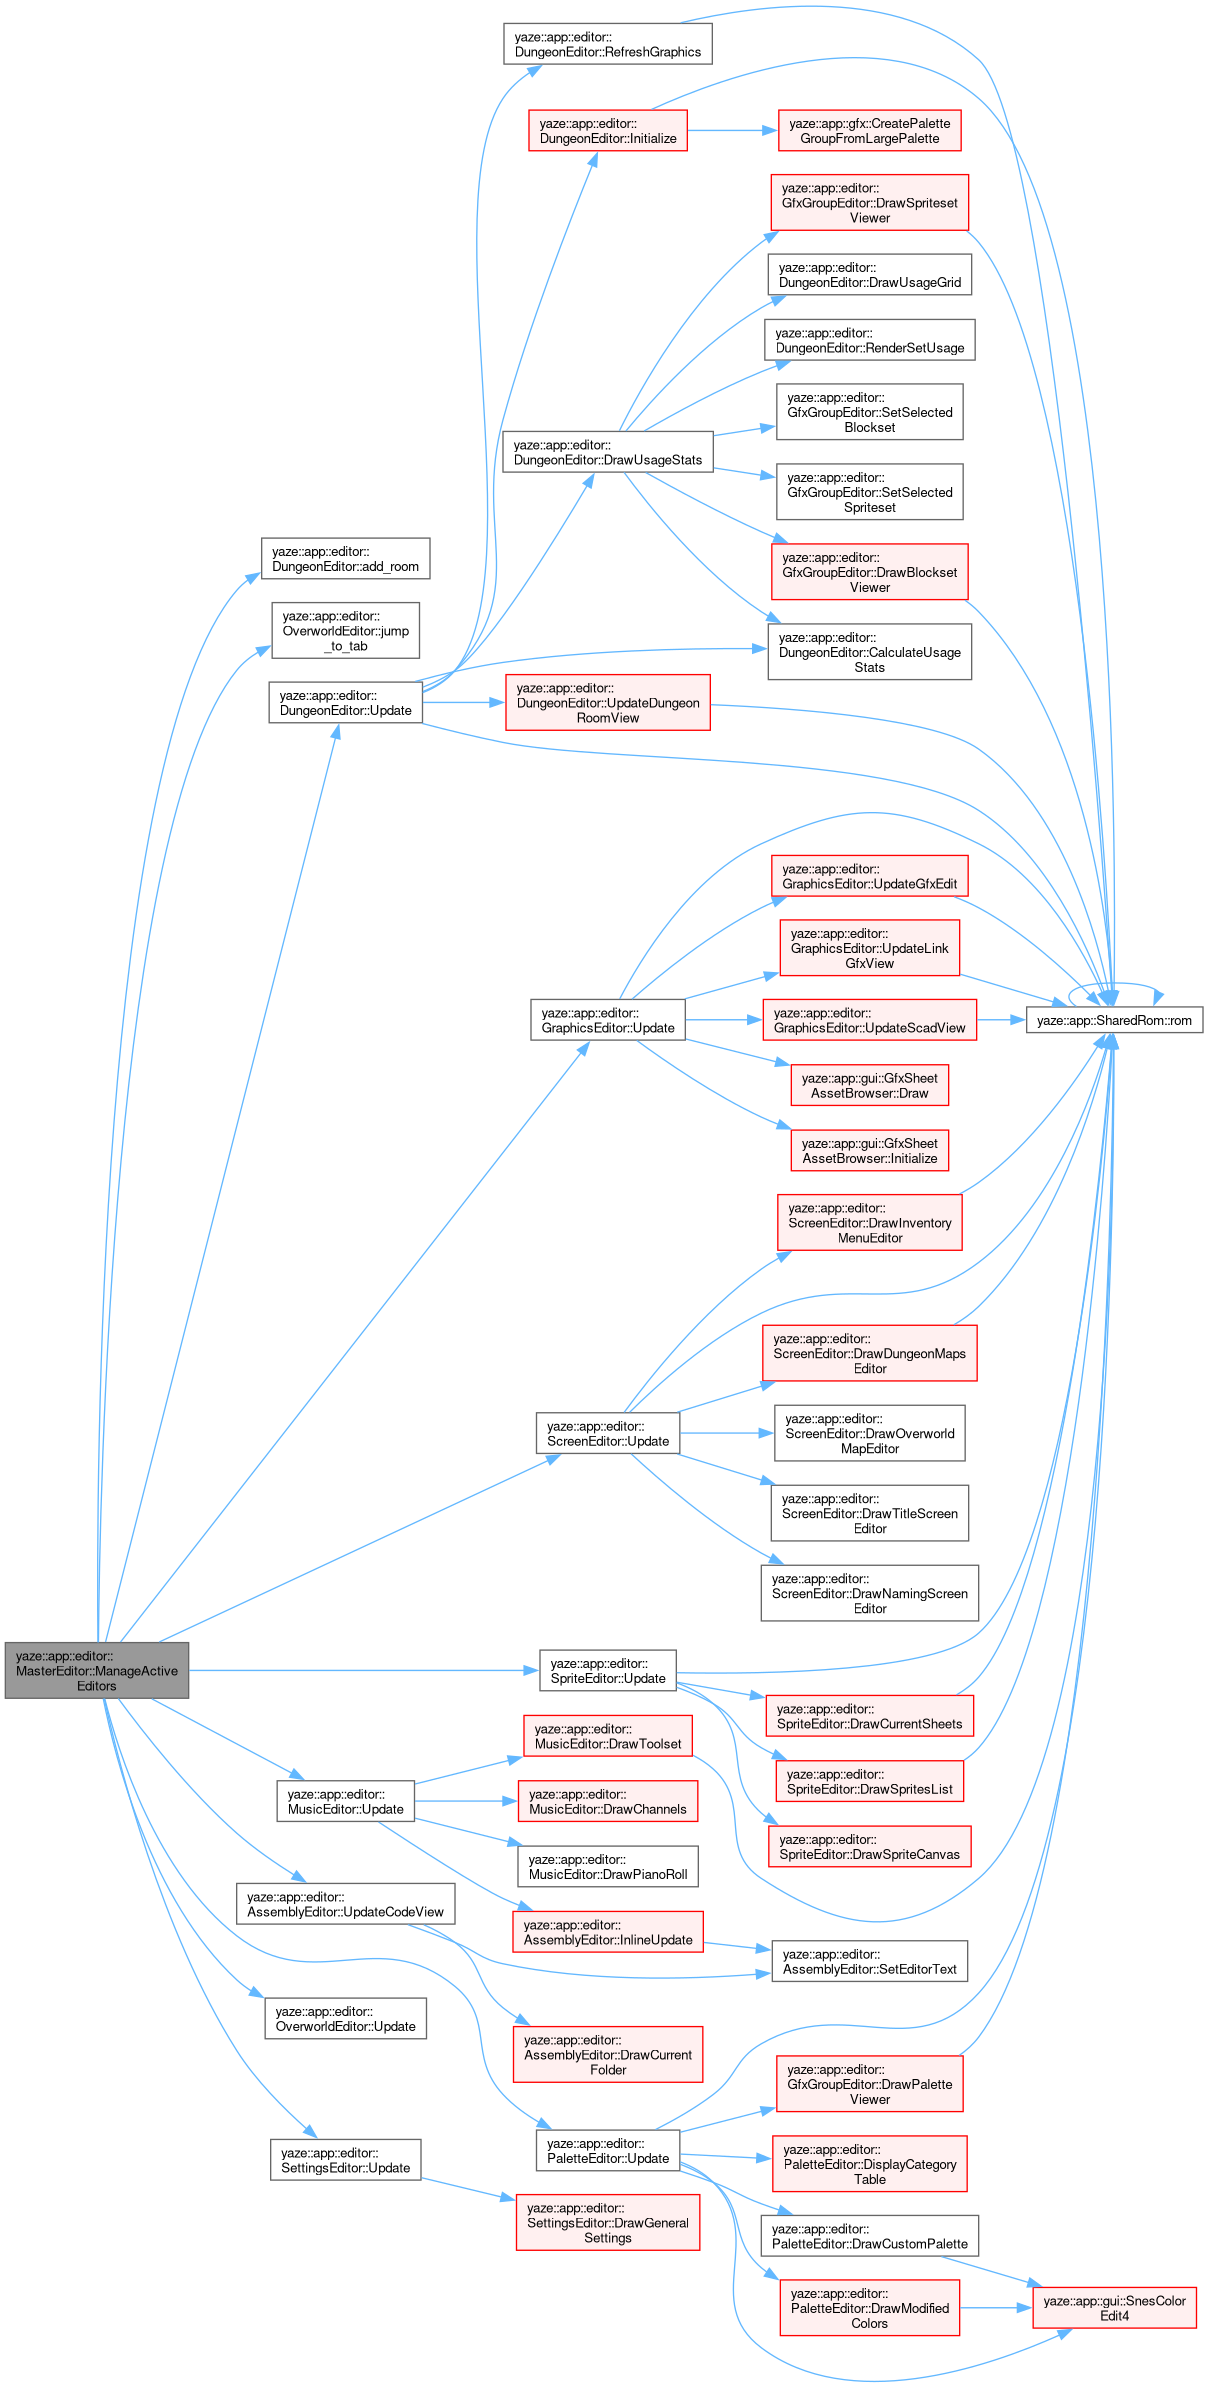 yaze::app::editor::
DungeonEditor::RefreshGraphics
yaze::app::editor::
DungeonEditor::Initialize
yaze::app::gfx::CreatePalette
GroupFromLargePalette
yaze::app::editor::
GfxGroupEditor::DrawSpriteset
Viewer
yaze::app::editor::
DungeonEditor::DrawUsageGrid
yaze::app::editor::
DungeonEditor::RenderSetUsage
yaze::app::editor::
GfxGroupEditor::SetSelected
Blockset
yaze::app::editor::
DungeonEditor::DrawUsageStats
yaze::app::editor::
GfxGroupEditor::SetSelected
Spriteset
yaze::app::editor::
DungeonEditor::add_room
yaze::app::editor::
GfxGroupEditor::DrawBlockset
Viewer
yaze::app::editor::
OverworldEditor::jump
_to_tab
yaze::app::editor::
DungeonEditor::CalculateUsage
Stats
yaze::app::editor::
DungeonEditor::Update
yaze::app::editor::
DungeonEditor::UpdateDungeon
RoomView
yaze::app::editor::
GraphicsEditor::UpdateGfxEdit
yaze::app::editor::
GraphicsEditor::UpdateLink
GfxView
yaze::app::editor::
GraphicsEditor::Update
yaze::app::editor::
GraphicsEditor::UpdateScadView
yaze::app::SharedRom::rom
yaze::app::gui::GfxSheet
AssetBrowser::Draw
yaze::app::gui::GfxSheet
AssetBrowser::Initialize
yaze::app::editor::
ScreenEditor::DrawInventory
MenuEditor
yaze::app::editor::
ScreenEditor::DrawDungeonMaps
Editor
yaze::app::editor::
ScreenEditor::Update
yaze::app::editor::
ScreenEditor::DrawOverworld
MapEditor
yaze::app::editor::
ScreenEditor::DrawTitleScreen
Editor
yaze::app::editor::
ScreenEditor::DrawNamingScreen
Editor
yaze::app::editor::
MasterEditor::ManageActive
Editors
yaze::app::editor::
SpriteEditor::Update
yaze::app::editor::
SpriteEditor::DrawCurrentSheets
yaze::app::editor::
MusicEditor::DrawToolset
yaze::app::editor::
SpriteEditor::DrawSpritesList
yaze::app::editor::
MusicEditor::Update
yaze::app::editor::
MusicEditor::DrawChannels
yaze::app::editor::
SpriteEditor::DrawSpriteCanvas
yaze::app::editor::
MusicEditor::DrawPianoRoll
yaze::app::editor::
AssemblyEditor::UpdateCodeView
yaze::app::editor::
AssemblyEditor::InlineUpdate
yaze::app::editor::
AssemblyEditor::SetEditorText
yaze::app::editor::
OverworldEditor::Update
yaze::app::editor::
AssemblyEditor::DrawCurrent
Folder
yaze::app::editor::
GfxGroupEditor::DrawPalette
Viewer
yaze::app::editor::
SettingsEditor::Update
yaze::app::editor::
PaletteEditor::Update
yaze::app::editor::
PaletteEditor::DisplayCategory
Table
yaze::app::editor::
SettingsEditor::DrawGeneral
Settings
yaze::app::editor::
PaletteEditor::DrawCustomPalette
yaze::app::editor::
PaletteEditor::DrawModified
Colors
yaze::app::gui::SnesColor
Edit4